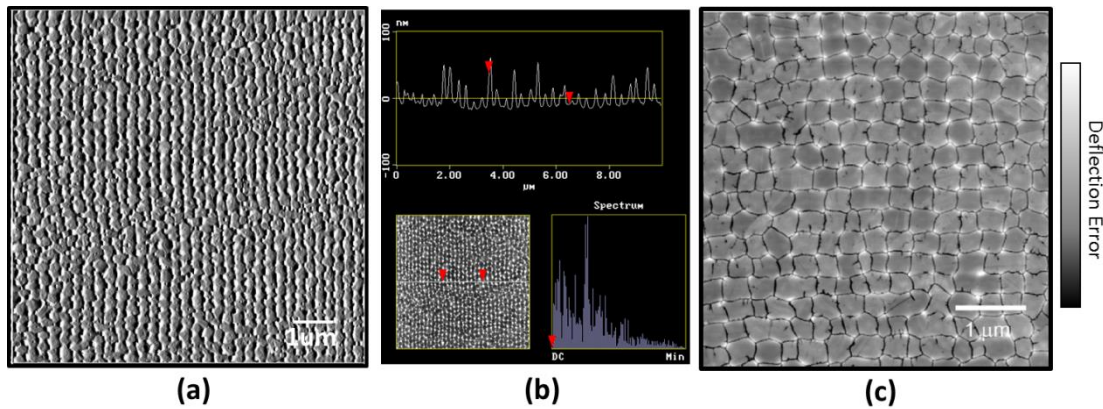 1um
(a)
nm
100
0
-100
0
2.00
4.00
6.00
8.00
µm
Spectrum
DC
Min
(b)
1 µm
(c)
Deflection Error